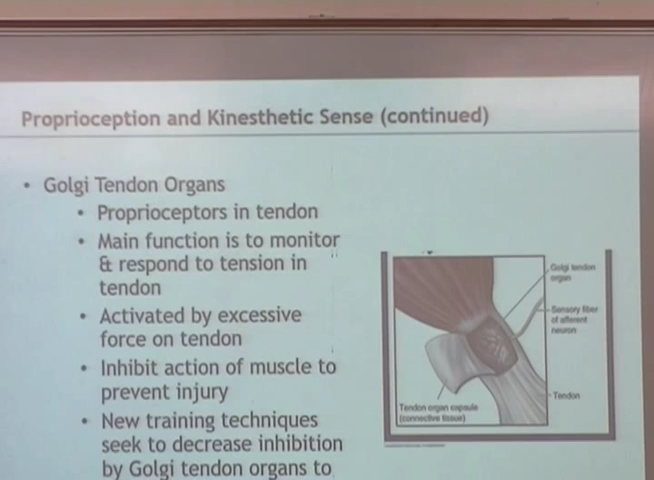 Proprioception and Kinesthetic Sense (continued)
• Golgi Tendon Organs
• Proprioceptors in tendon
• Main function is to monitor
& respond to tension in
tendon
• Activated by excessive
force on tendon
• Inhibit action of muscle to
prevent injury
• New training techniques
seek to decrease inhibition
by Golgi tendon organs to
Golgi tendon
organ
Sensory fiber
of afferent
neuron
Tendon
Tendon organ capsule
(connective tissue)